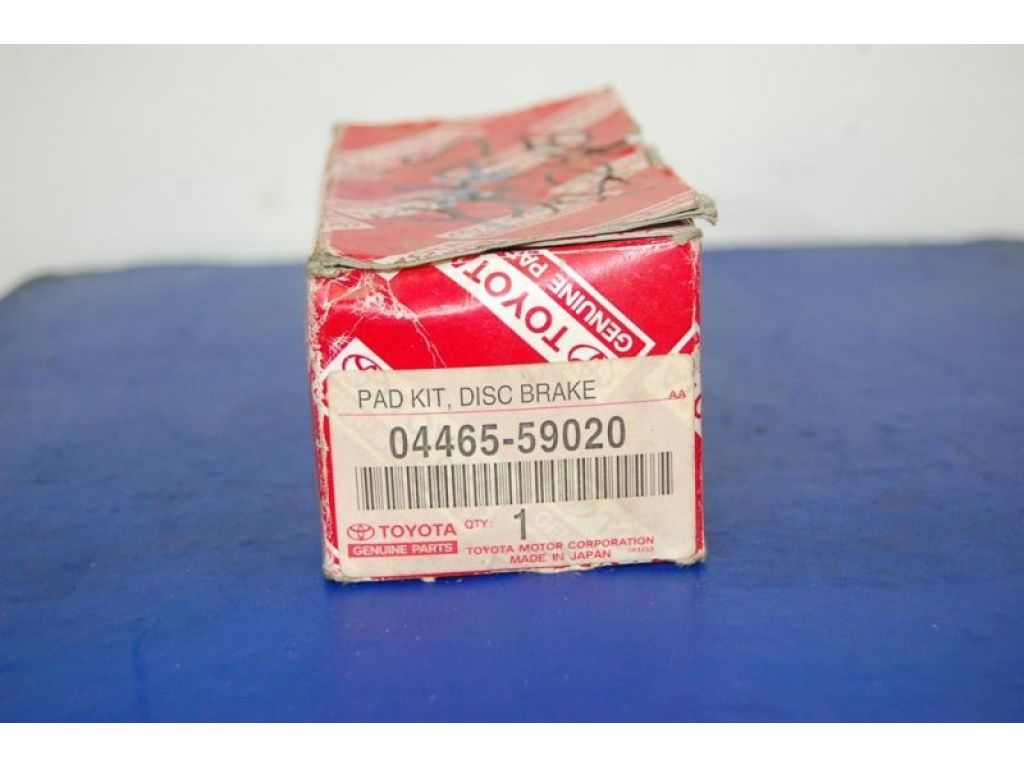 TOYOTA
GENUINE PAR
PAD KIT, DISC BRAKE
AA
04465-59020
TOYOTA QTY: 1
GENUINE PARTS
TOYOTA MOTOR CORPORATION
MADE IN JAPAN